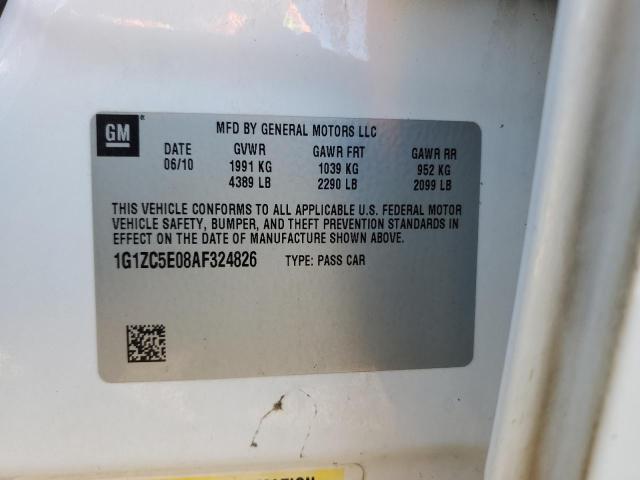 GM
MFD BY GENERAL MOTORS LLC
DATE GVWR GAWR FRT GAWR RR
06/10 1991 KG 1039 KG 952 KG
4389 LB 2290 LB 2099 LB
THIS VEHICLE CONFORMS TO ALL APPLICABLE U.S. FEDERAL MOTOR
VEHICLE SAFETY, BUMPER, AND THEFT PREVENTION STANDARDS IN
EFFECT ON THE DATE OF MANUFACTURE SHOWN ABOVE.
1G1ZC5E08AF324826 TYPE: PASS CAR